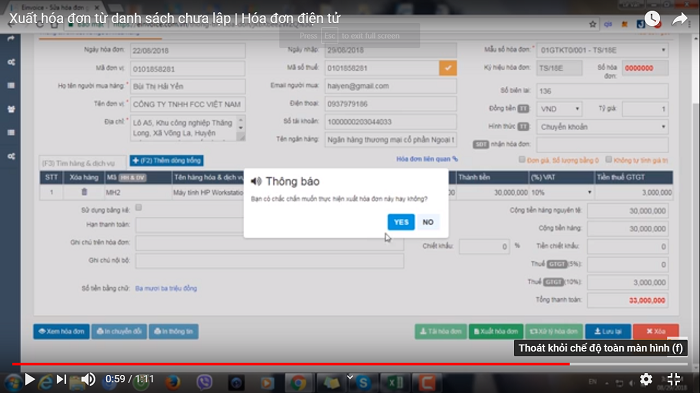 Xuất hóa đơn từ danh sách chưa lập | Hóa đơn điện tử
Press Esc to exit full screen
Ngày hóa đơn: 22/08/2018 Ngày nhập: 29/08/2018 Mẫu số hóa đơn: 01GTKT0/001 - TS/18E
Mã đơn vị: 0101858281 Mã số thuế: 0101858281 Ký hiệu hóa đơn: TS/18E Số hóa đơn: 0000000
Họ tên người mua hàng * Bùi Thị Hải Yến Email người mua: haiyen@gmail.com Số biên lai: 136
Tên đơn vị * CÔNG TY TNHH FCC VIỆT NAM Điện thoại: 0937979186 Đồng tiền TT VND Tỷ giá: 1
Địa chỉ: * Lô A5, Khu công nghiệp Thăng Long, Xã Võng La, Huyện Số tài khoản: 1000000203044033 Hình thức TT Chuyển khoản
Tên ngân hàng: Ngân hàng thương mại cổ phần Ngoại t SĐT nhận hóa đơn:
(F3) Tìm hàng & dịch vụ + (F2) Thêm dòng trống Hóa đơn liên quan Đơn giá, Số lượng bằng 0 Không tự tính giá trị
STT Xóa hàng Mã HH & DV Tên hàng hóa & dịch Thành tiền (%) VAT Tiền thuế GTGT
1 MH2 Máy tính HP Workstatio 30,000,000 10% 3,000,000
Thông báo
Bạn có chắc chắn muốn thực hiện xuất hóa đơn này hay không?
YES NO
Sử dụng bảng kê: Cộng tiền hàng nguyên tệ: 30,000,000
Hạn thanh toán: Cộng tiền hàng: 30,000,000
Ghi chú trên hóa đơn: Chiết khấu: 0 % Tiền chiết khấu: 0
Ghi chú nội bộ: Thuế GTGT (5%): 0
Thuế GTGT (10%): 3,000,000
Số tiền bằng chữ: Ba mươi ba triệu đồng Tổng thanh toán: 33,000,000
Xem hóa đơn In chuyển đổi In thông tin Tải hóa đơn Xuất hóa đơn Xử lý hóa đơn Lưu lại Xóa
Thoát khỏi chế độ toàn màn hình (f)
0:59 / 1:11
EN